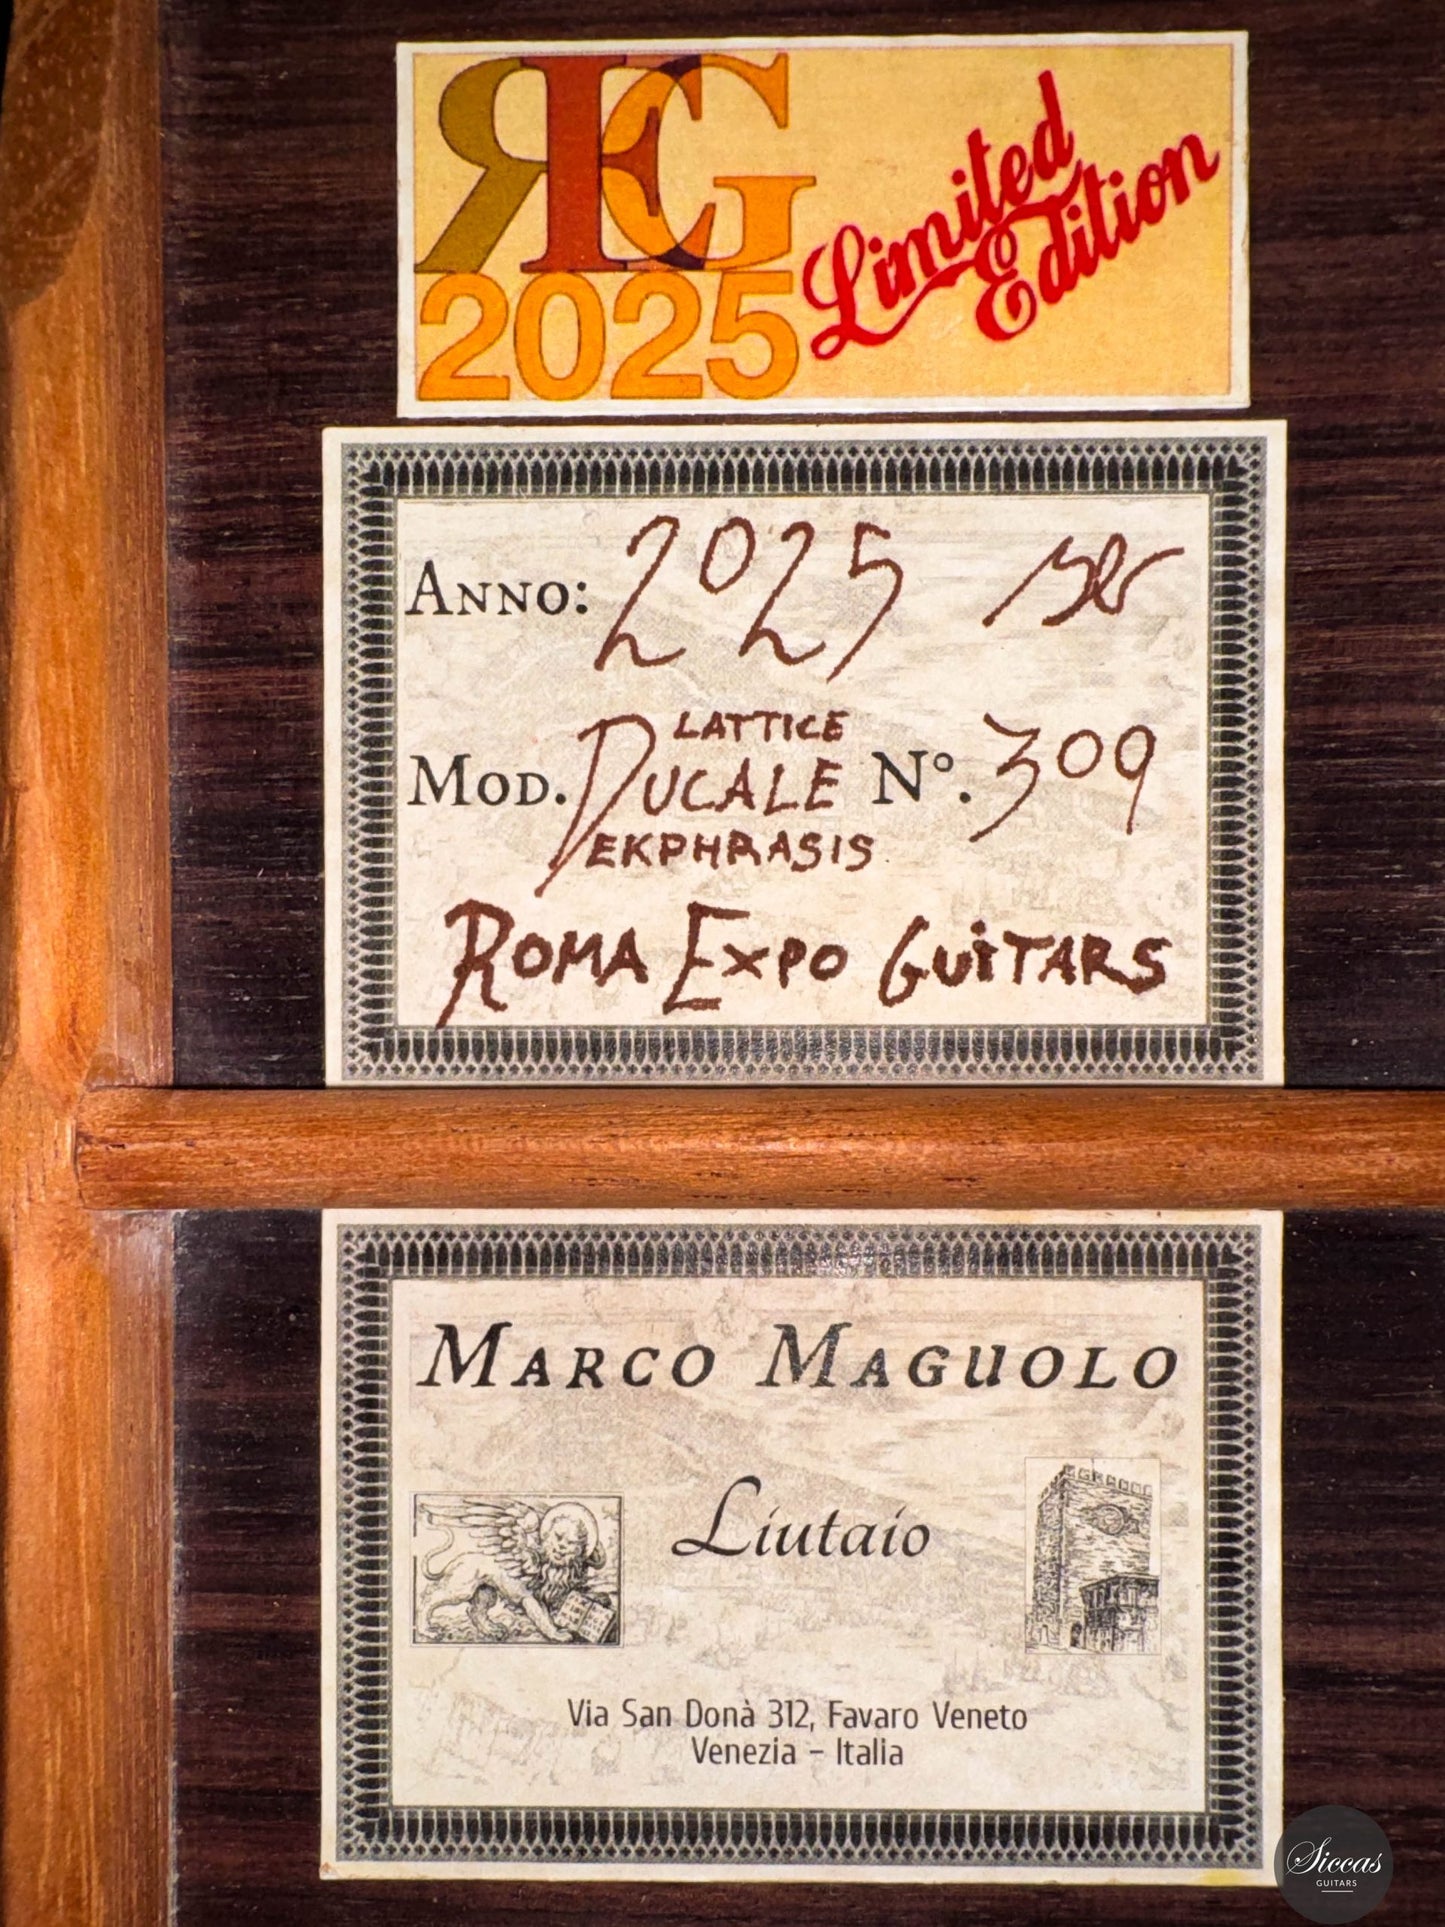 REG
2025
Limited
Edition
ANNO: 2025
LATTICE
MOD. DUCALE N°. 309
EKPHRASIS
ROMA EXPO GUITARS
MARCO MAGUOLO
Liutaio
Via San Donà 312, Favaro Veneto
Venezia – Italia
Siccas
GUITARS